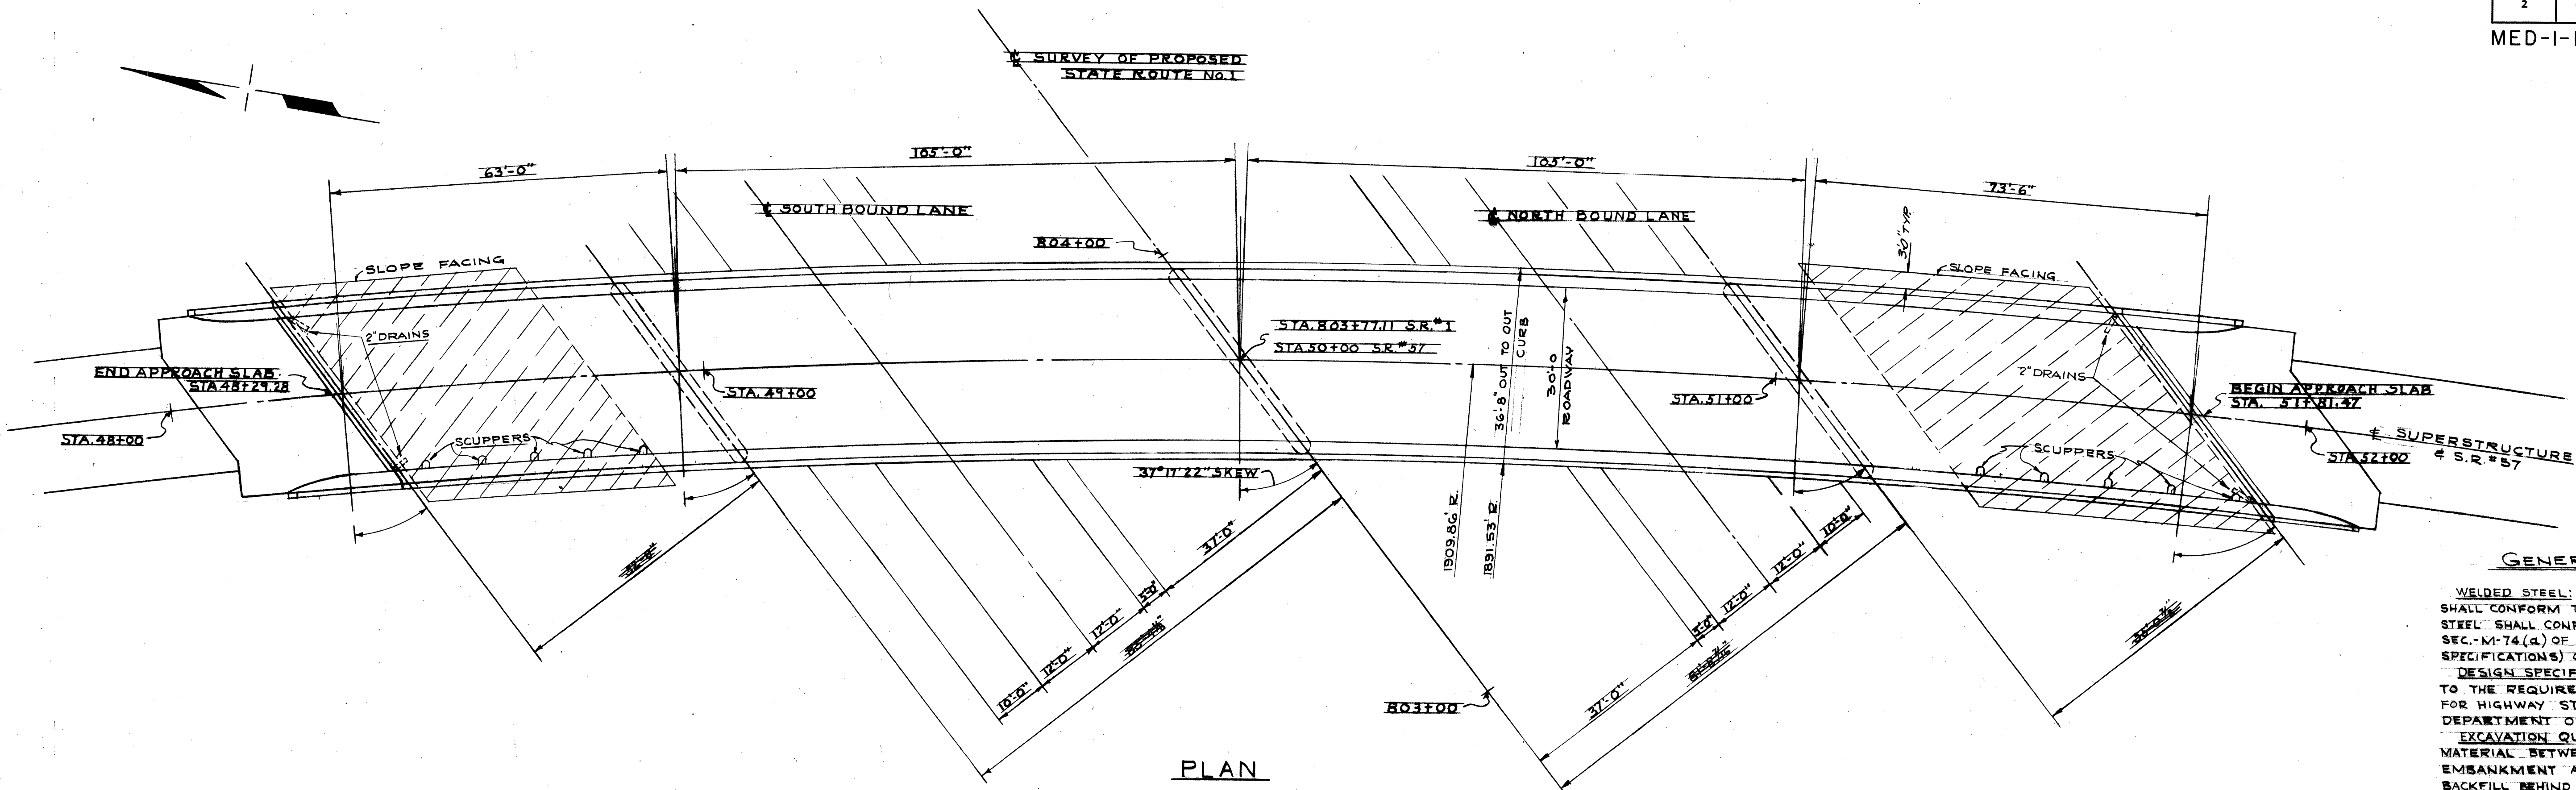 2
MED-1-
℄ SURVEY OF PROPOSED
STATE ROUTE No.1
63'-0"
105'-0"
105'-0"
73'-6"
℄ SOUTH BOUND LANE
℄ NORTH BOUND LANE
804+00
3'0" TYP.
SLOPE FACING
SLOPE FACING
2" DRAINS
2" DRAINS
STA. 803+77.11 S.R.#1
STA. 50+00 S.R.#57
36'-8" OUT TO OUT
CURB
30'-0
ROADWAY
END APPROACH SLAB
STA.48+29.28
STA. 49+00
STA. 51+00
BEGIN APPROACH SLAB
STA. 51+81.47
STA.48+00
SCUPPERS
SCUPPERS
℄ SUPERSTRUCTURE
℄ S.R.#57
STA.52+00
37°17'22" SKEW
1909.86' R.
1891.53' R.
37'-0"
5'-0"
12'-0"
12'-0"
10'-0"
10'-0"
12'-0"
12'-0"
5'-0"
37'-0"
803+00
PLAN
GENER
WELDED STEEL:
SHALL CONFORM T
STEEL SHALL CONF
SEC.-M-74(a) OF
SPECIFICATIONS)
DESIGN SPECIF
TO THE REQUIRE
FOR HIGHWAY ST
DEPARTMENT O
EXCAVATION QU
MATERIAL BETWE
EMBANKMENT A
BACKFILL BEHIND